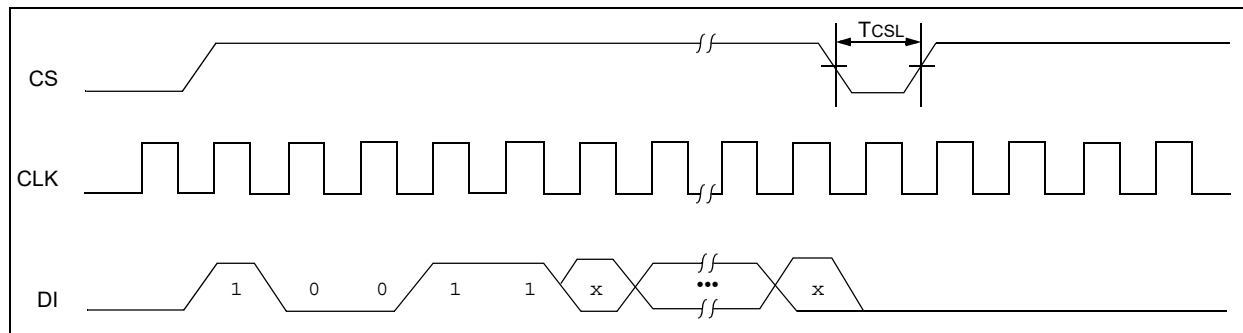 TCSL
CS
CLK
DI
1 0 0 1 1 x ••• x